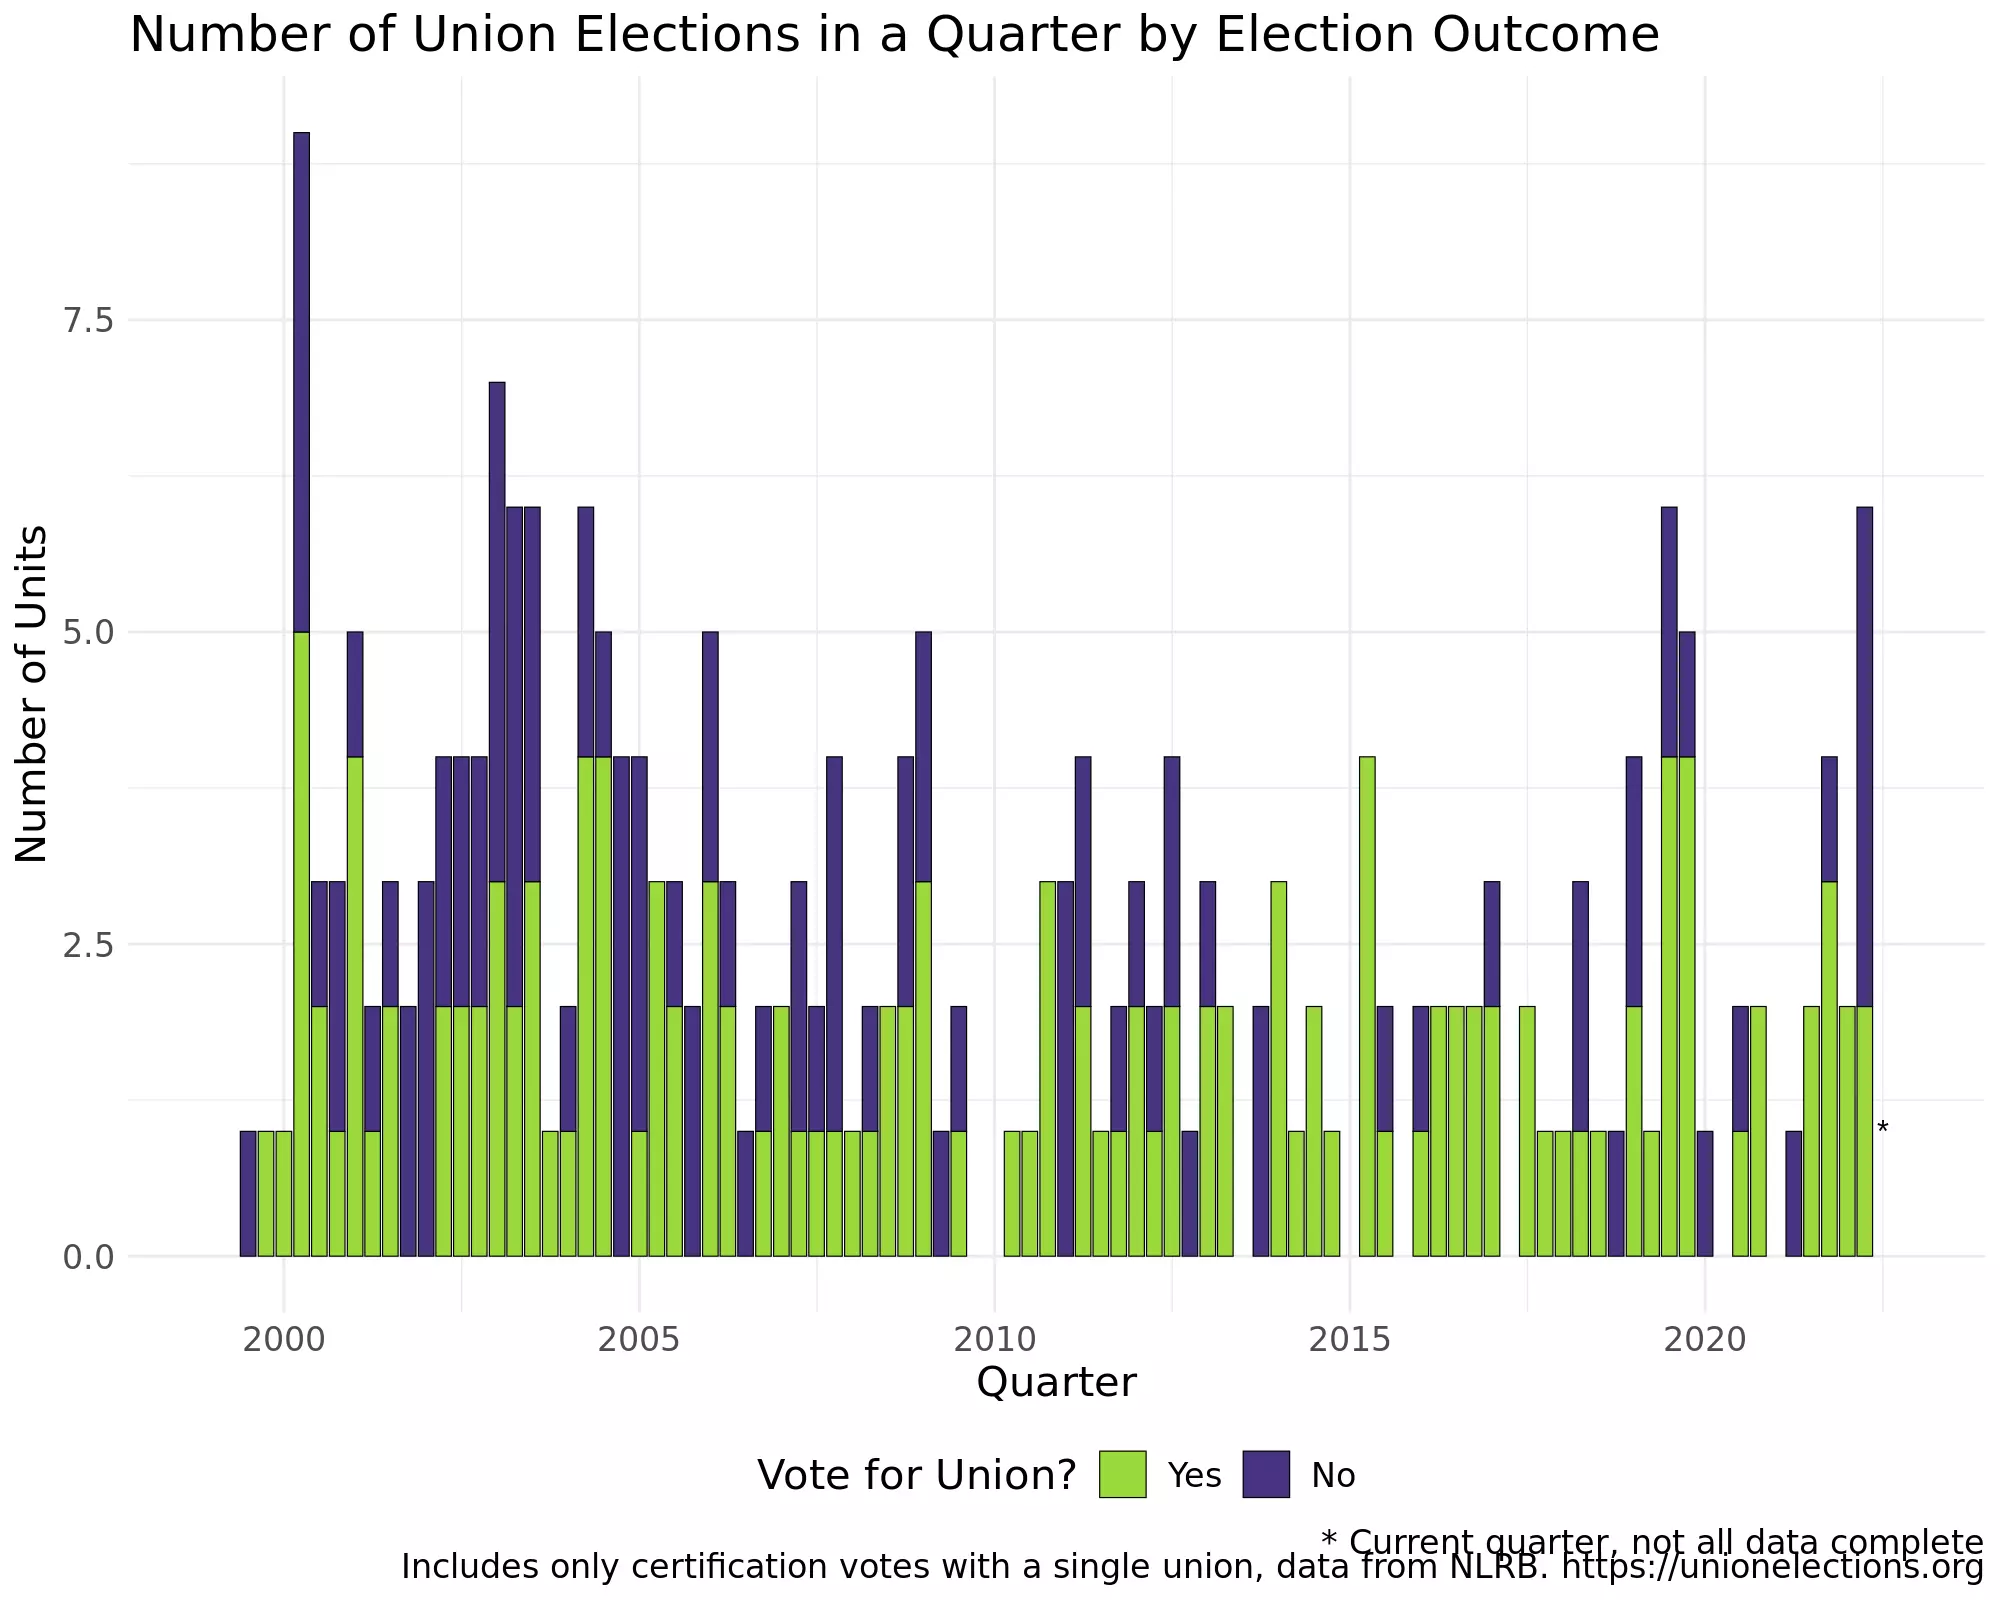 Number of Union Elections in a Quarter by Election Outcome
Number of Units
7.5
5.0
2.5
0.0
*
2000 2005 2010 2015 2020
Quarter
Vote for Union? Yes No
* Current quarter, not all data complete
Includes only certification votes with a single union, data from NLRB. https://unionelections.org